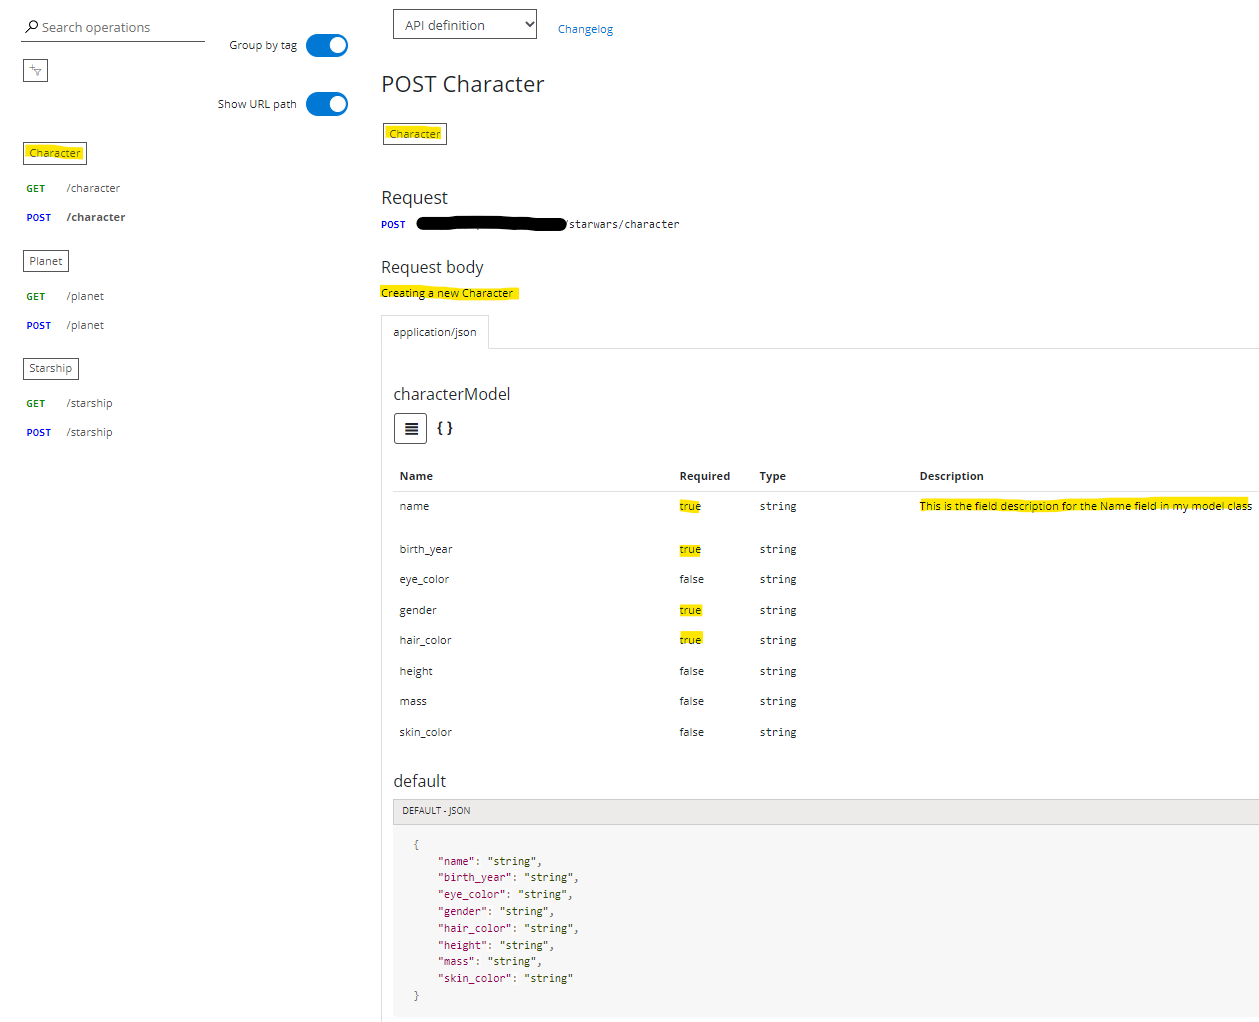 Search operations
Group by tag
Show URL path
Character
GET /character
POST /character
Planet
GET /planet
POST /planet
Starship
GET /starship
POST /starship
API definition
Changelog
POST Character
Character
Request
POST /starwars/character
Request body
Creating a new Character
application/json
characterModel
{ }
Name Required Type Description
name true string This is the field description for the Name field in my model class
birth_year true string
eye_color false string
gender true string
hair_color true string
height false string
mass false string
skin_color false string
default
DEFAULT - JSON
{
"name": "string",
"birth_year": "string",
"eye_color": "string",
"gender": "string",
"hair_color": "string",
"height": "string",
"mass": "string",
"skin_color": "string"
}